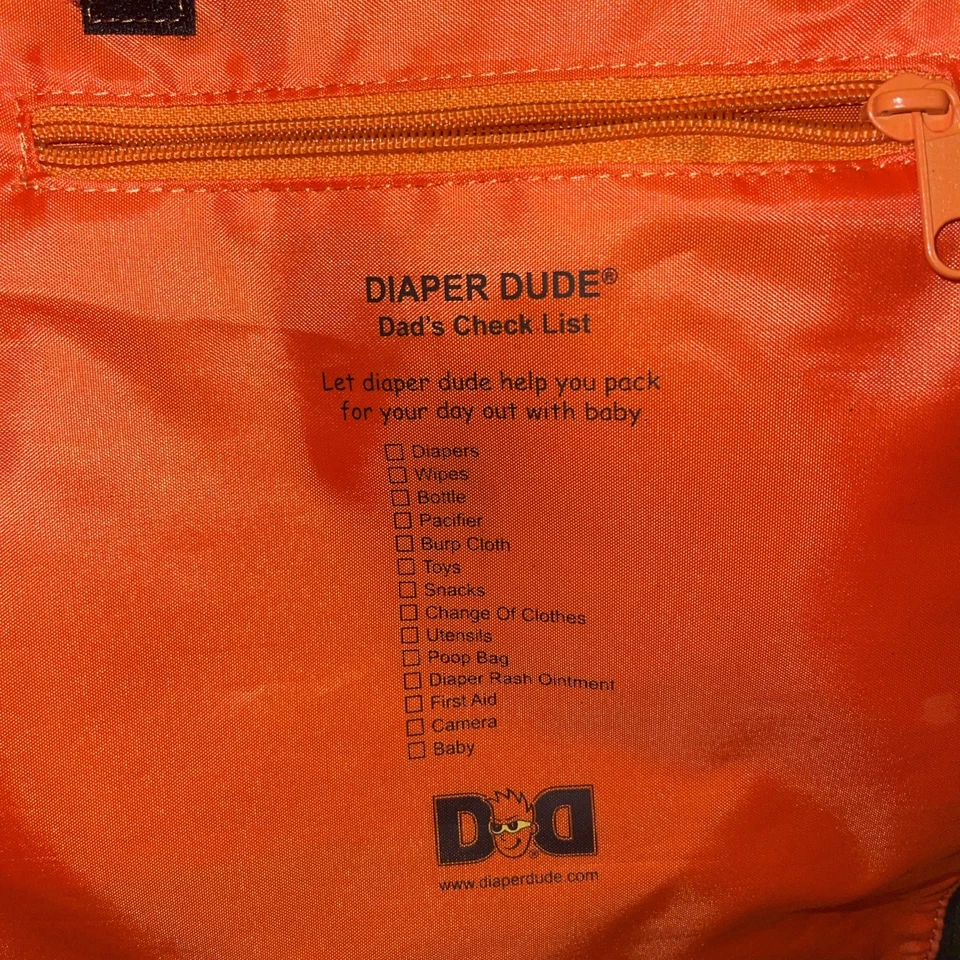 DIAPER DUDE®
Dad's Check List
Let diaper dude help you pack
for your day out with baby
Diapers
Wipes
Bottle
Pacifier
Burp Cloth
Toys
Snacks
Change Of Clothes
Utensils
Poop Bag
Diaper Rash Ointment
First Aid
Camera
Baby
DD®
www.diaperdude.com